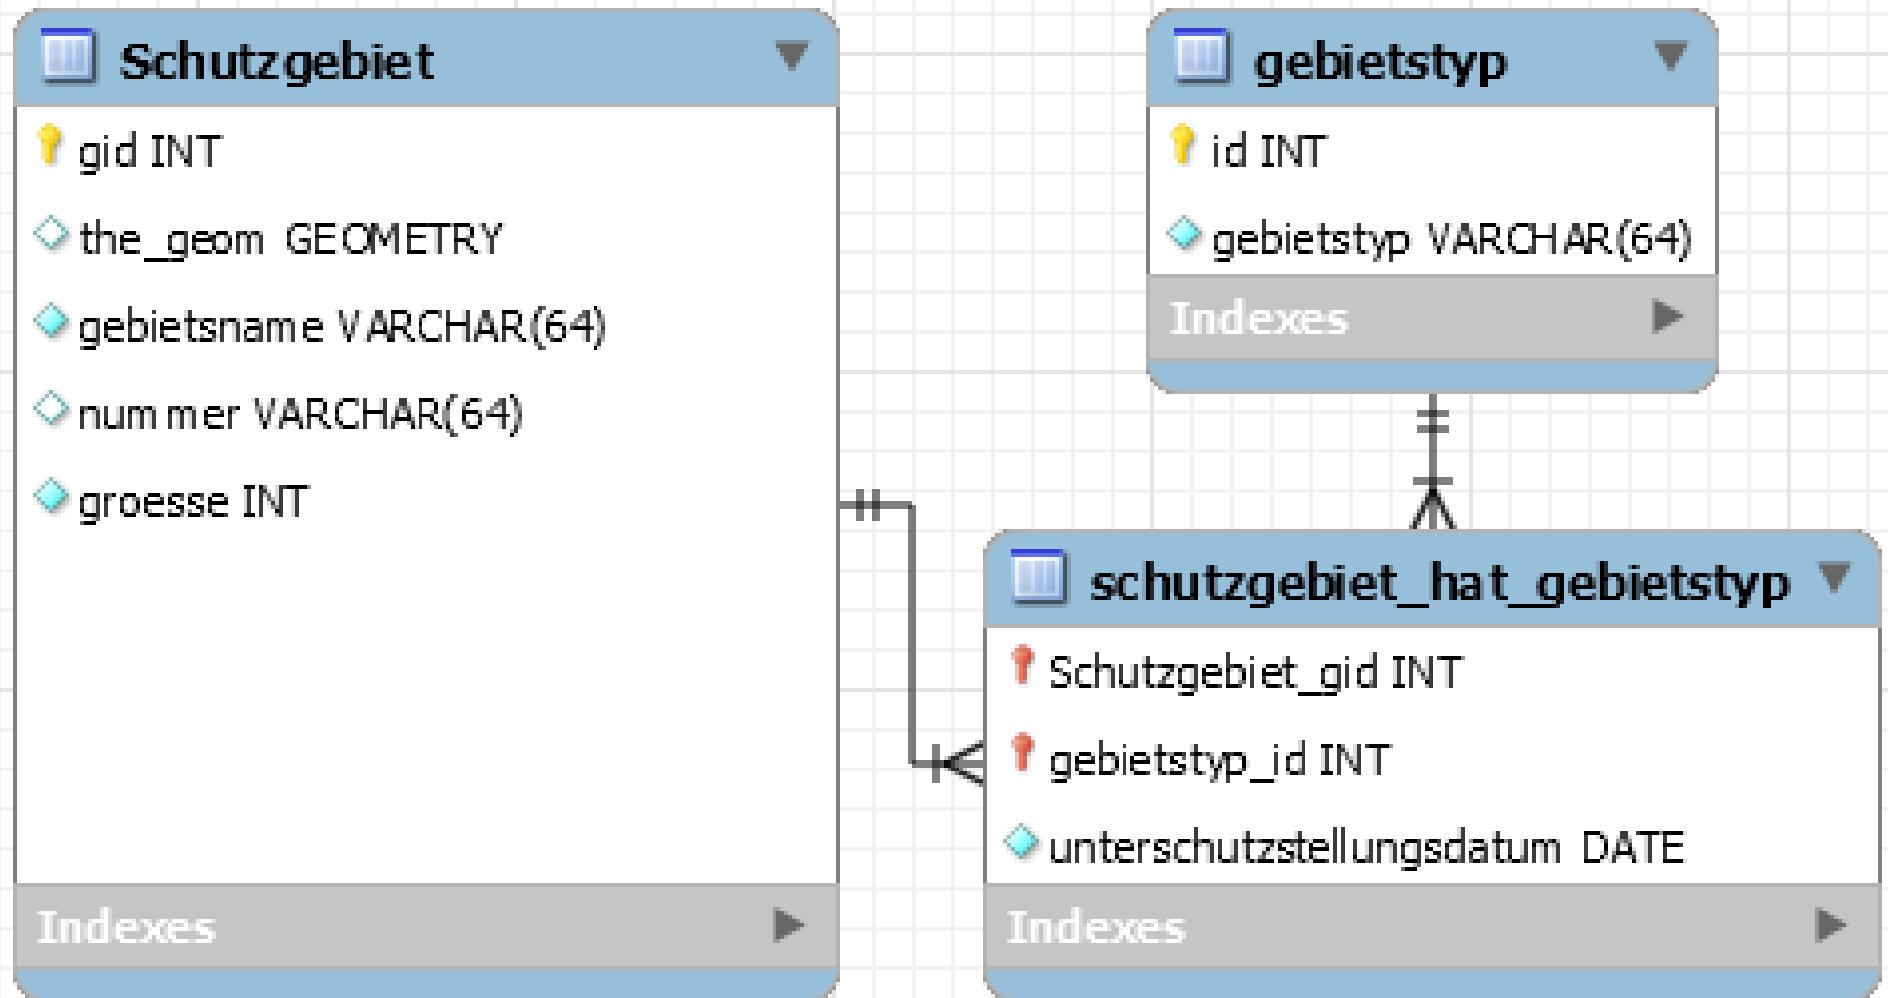 Schutzgebiet
gid INT
the_geom GEOMETRY
gebietsname VARCHAR(64)
nummer VARCHAR(64)
groesse INT
Indexes
gebietstyp
id INT
gebietstyp VARCHAR(64)
Indexes
schutzgebiet_hat_gebietstyp
Schutzgebiet_gid INT
gebietstyp_id INT
unterschutzstellungsdatum DATE
Indexes